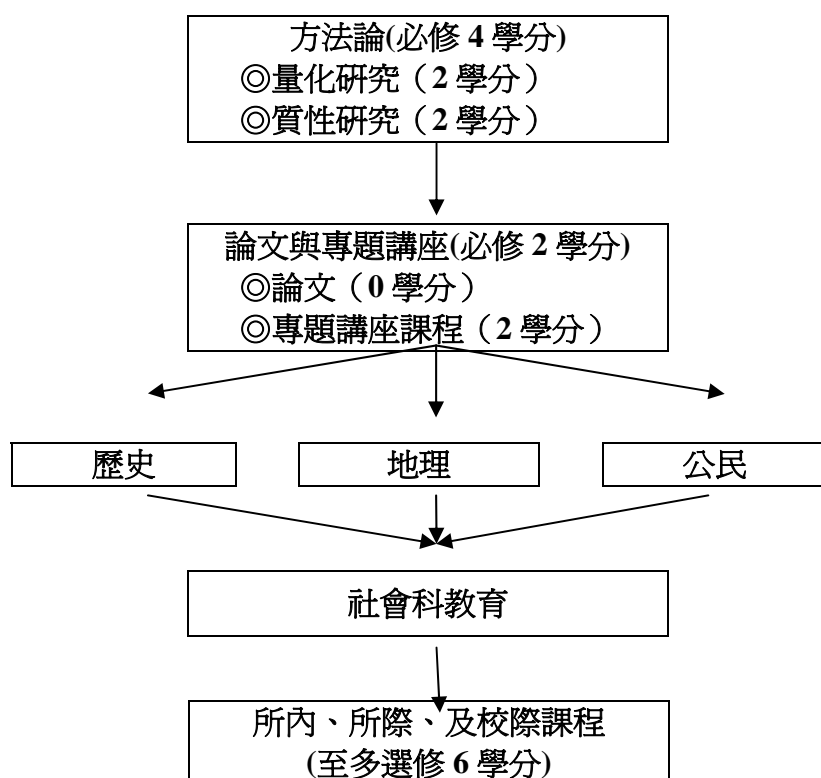 方法論(必修 4 學分)
◎量化研究（2 學分）
◎質性研究（2 學分）
論文與專題講座(必修 2 學分)
◎論文（0 學分）
◎專題講座課程（2 學分）
歷史
地理
公民
社會科教育
所內、所際、及校際課程
(至多選修 6 學分)